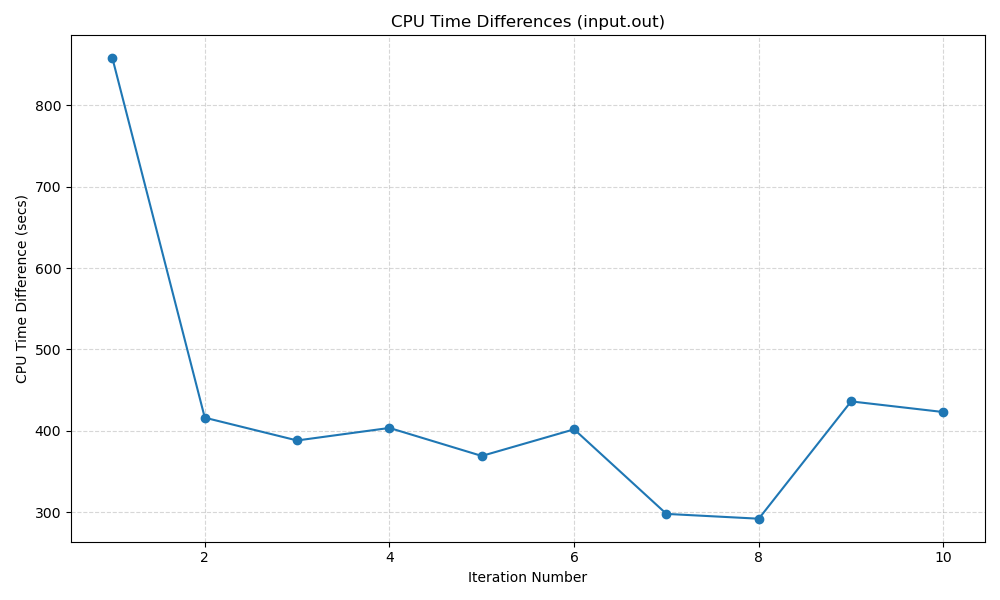 CPU Time Differences (input.out)
CPU Time Difference (secs)
800
700
600
500
400
300
2 4 6 8 10
Iteration Number